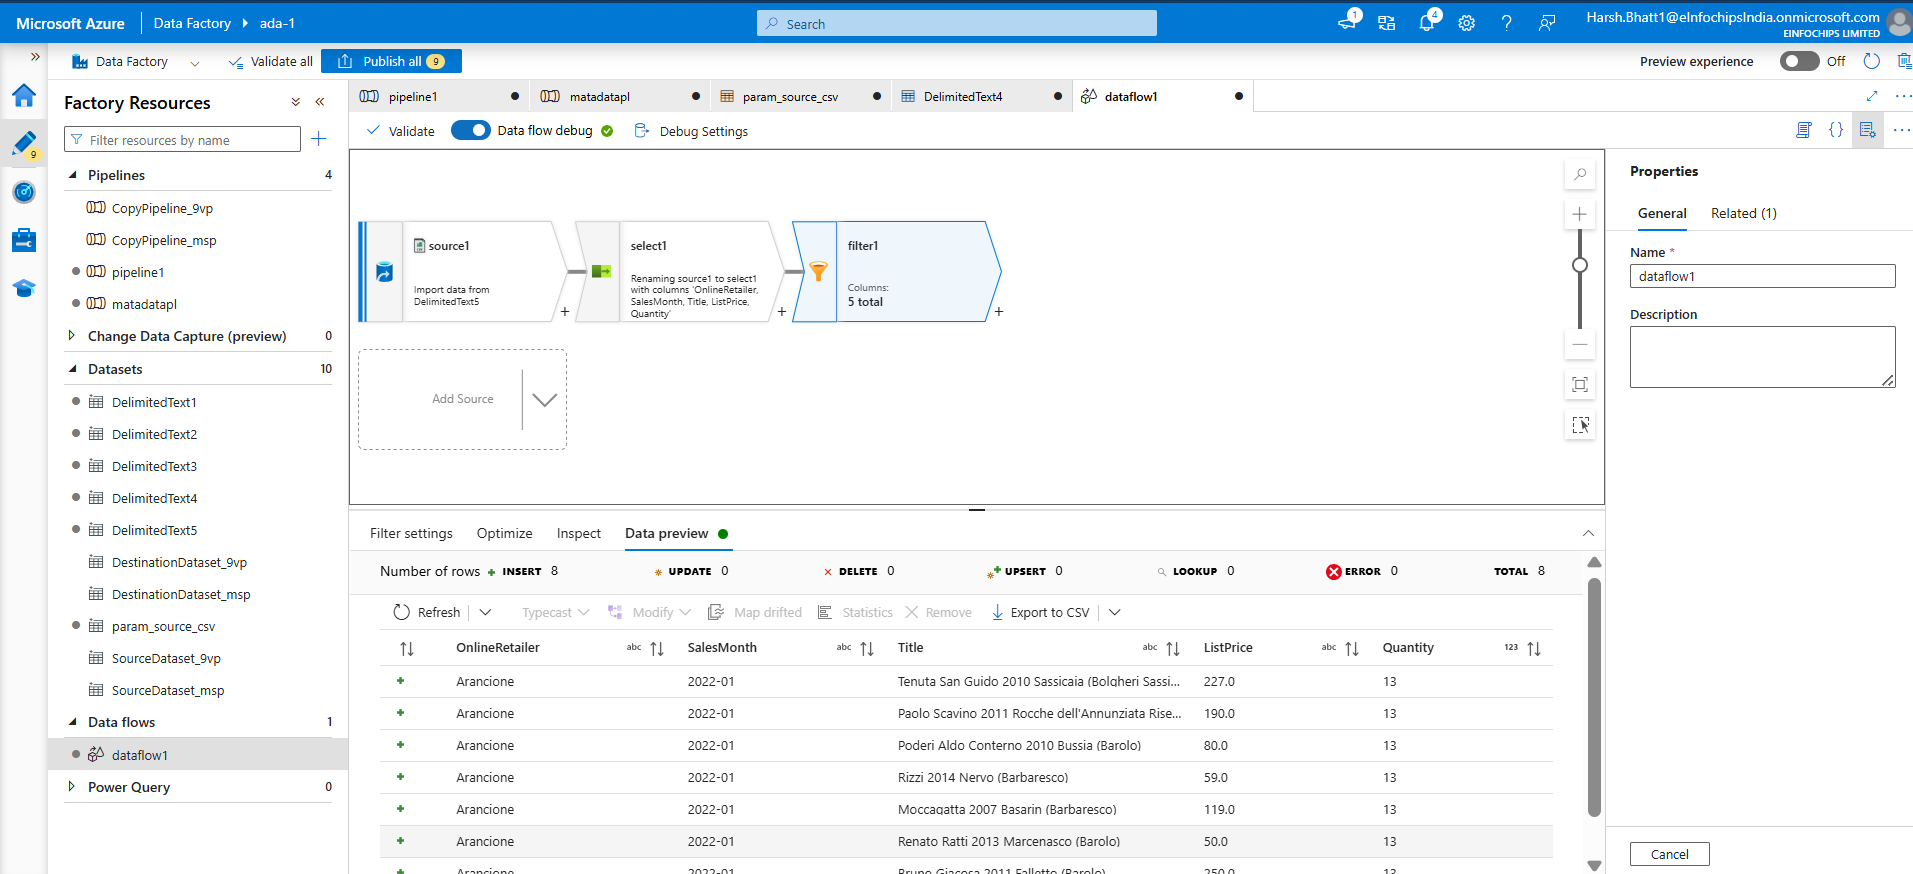 Microsoft Azure
Data Factory
ada-1
Search
1
4
Harsh.Bhatt1@eInfochipsIndia.onmicrosoft.com
EINFOCHIPS LIMITED
Data Factory
Validate all
Publish all 9
Preview experience
Off
9
Factory Resources
Filter resources by name
Pipelines 4
CopyPipeline_9vp
CopyPipeline_msp
pipeline1
matadatapl
Change Data Capture (preview) 0
Datasets 10
DelimitedText1
DelimitedText2
DelimitedText3
DelimitedText4
DelimitedText5
DestinationDataset_9vp
DestinationDataset_msp
param_source_csv
SourceDataset_9vp
SourceDataset_msp
Data flows 1
dataflow1
Power Query 0
pipeline1
matadatapl
param_source_csv
DelimitedText4
dataflow1
Validate
Data flow debug
Debug Settings
source1
Import data from
DelimitedText5
select1
Renaming source1 to select1
with columns 'OnlineRetailer,
SalesMonth, Title, ListPrice,
Quantity'
filter1
Columns:
5 total
Add Source
Filter settings
Optimize
Inspect
Data preview
Number of rows INSERT 8 UPDATE 0 DELETE 0 UPSERT 0 LOOKUP 0 ERROR 0 TOTAL 8
Refresh Typecast Modify Map drifted Statistics Remove Export to CSV
OnlineRetailer abc SalesMonth abc Title abc ListPrice abc Quantity 123
Arancione 2022-01 Tenuta San Guido 2010 Sassicaia (Bolgheri Sassi... 227.0 13
Arancione 2022-01 Paolo Scavino 2011 Rocche dell'Annunziata Rise... 190.0 13
Arancione 2022-01 Poderi Aldo Conterno 2010 Bussia (Barolo) 80.0 13
Arancione 2022-01 Rizzi 2014 Nervo (Barbaresco) 59.0 13
Arancione 2022-01 Moccagatta 2007 Basarin (Barbaresco) 119.0 13
Arancione 2022-01 Renato Ratti 2013 Marcenasco (Barolo) 50.0 13
Arancione 2022-01 Bruno Giacosa 2011 Falletto (Barolo) 250.0 13
Properties
General
Related (1)
Name *
dataflow1
Description
Cancel